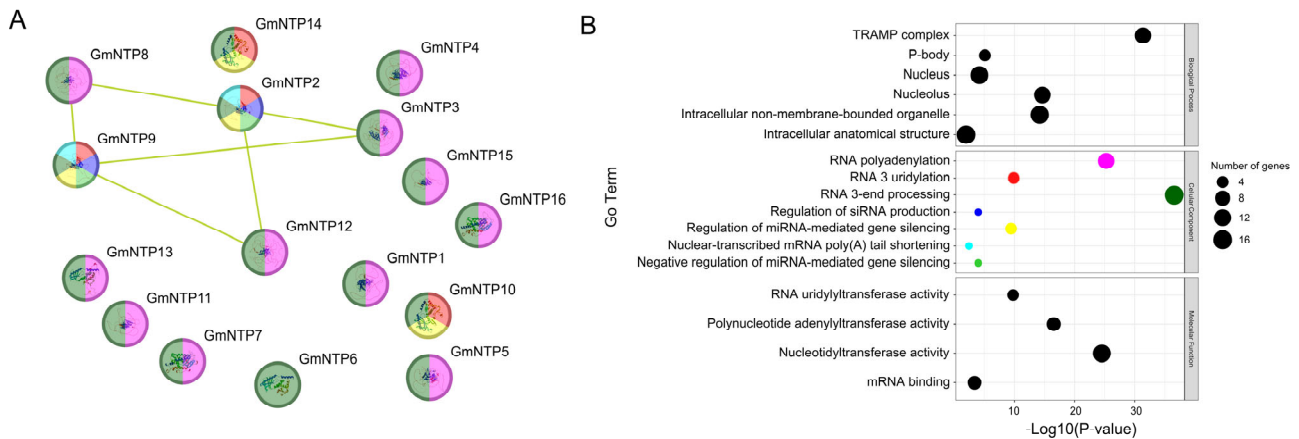 A
GmNTP14
GmNTP8
GmNTP4
GmNTP2
GmNTP3
GmNTP9
GmNTP15
GmNTP16
GmNTP12
GmNTP13
GmNTP1
GmNTP11
GmNTP10
GmNTP7
GmNTP6
GmNTP5
B
Go Term
TRAMP complex
P-body
Nucleus
Nucleolus
Intracellular non-membrane-bounded organelle
Intracellular anatomical structure
Biological Process
RNA polyadenylation
RNA 3 uridylation
RNA 3-end processing
Regulation of siRNA production
Regulation of miRNA-mediated gene silencing
Nuclear-transcribed mRNA poly(A) tail shortening
Negative regulation of miRNA-mediated gene silencing
Cellular Component
RNA uridylyltransferase activity
Polynucleotide adenylyltransferase activity
Nucleotidyltransferase activity
mRNA binding
Molecular Function
10
20
30
-Log10(P-value)
Number of genes
4
8
12
16